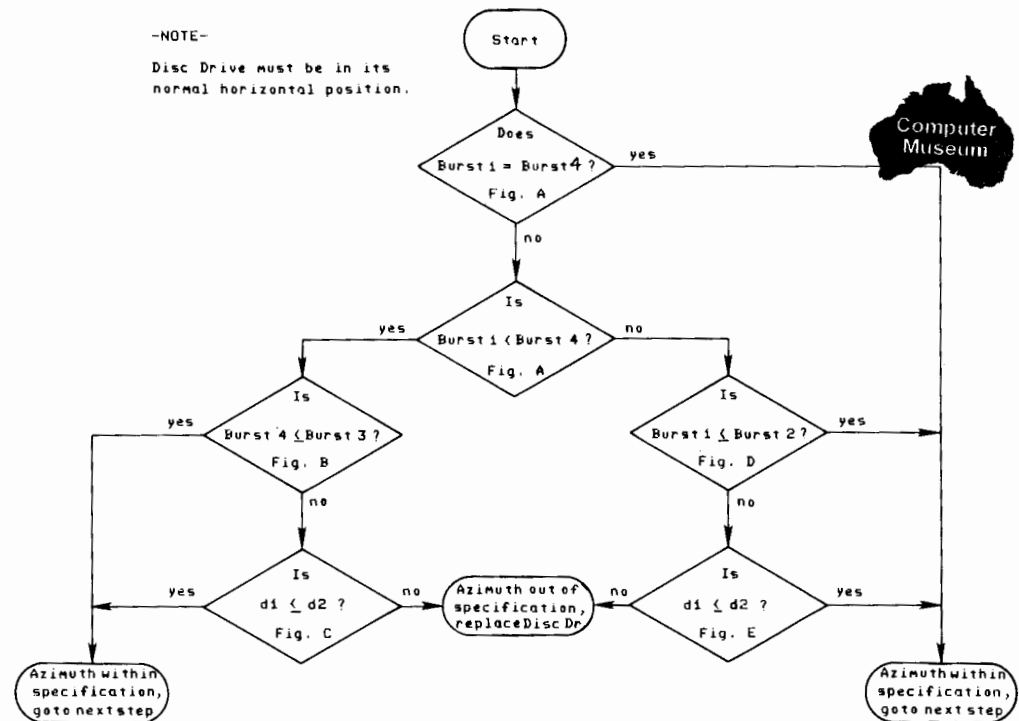 -NOTE-
Disc Drive must be in its
normal horizontal position.
Start
Computer
Museum
Does
Burst 1 = Burst 4 ?
Fig. A
yes
no
Is
Burst 1 < Burst 4 ?
Fig. A
yes
no
Is
Burst 4 ≤ Burst 3 ?
Fig. B
yes
no
Is
Burst 1 ≤ Burst 2 ?
Fig. D
yes
no
Is
d1 ≤ d2 ?
Fig. C
yes
no
Azimuth out of
specification,
replace Disc Dr.
Is
d1 ≤ d2 ?
Fig. E
no
yes
Azimuth within
specification,
goto next step
Azimuth within
specification,
goto next step